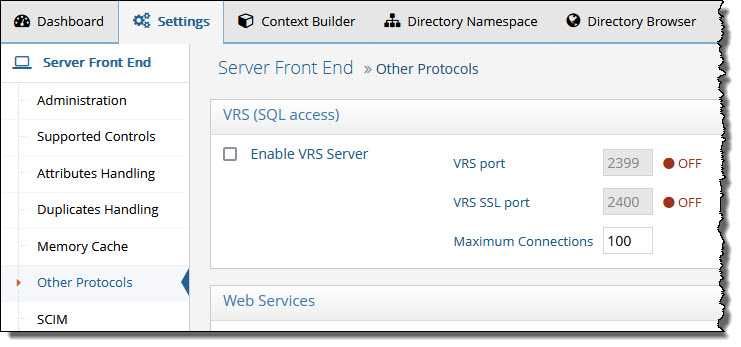 Dashboard Settings Context Builder Directory Namespace Directory Browser
Server Front End
Administration
Supported Controls
Attributes Handling
Duplicates Handling
Memory Cache
Other Protocols
SCIM
Server Front End » Other Protocols
VRS (SQL access)
Enable VRS Server
VRS port 2399 OFF
VRS SSL port 2400 OFF
Maximum Connections 100
Web Services